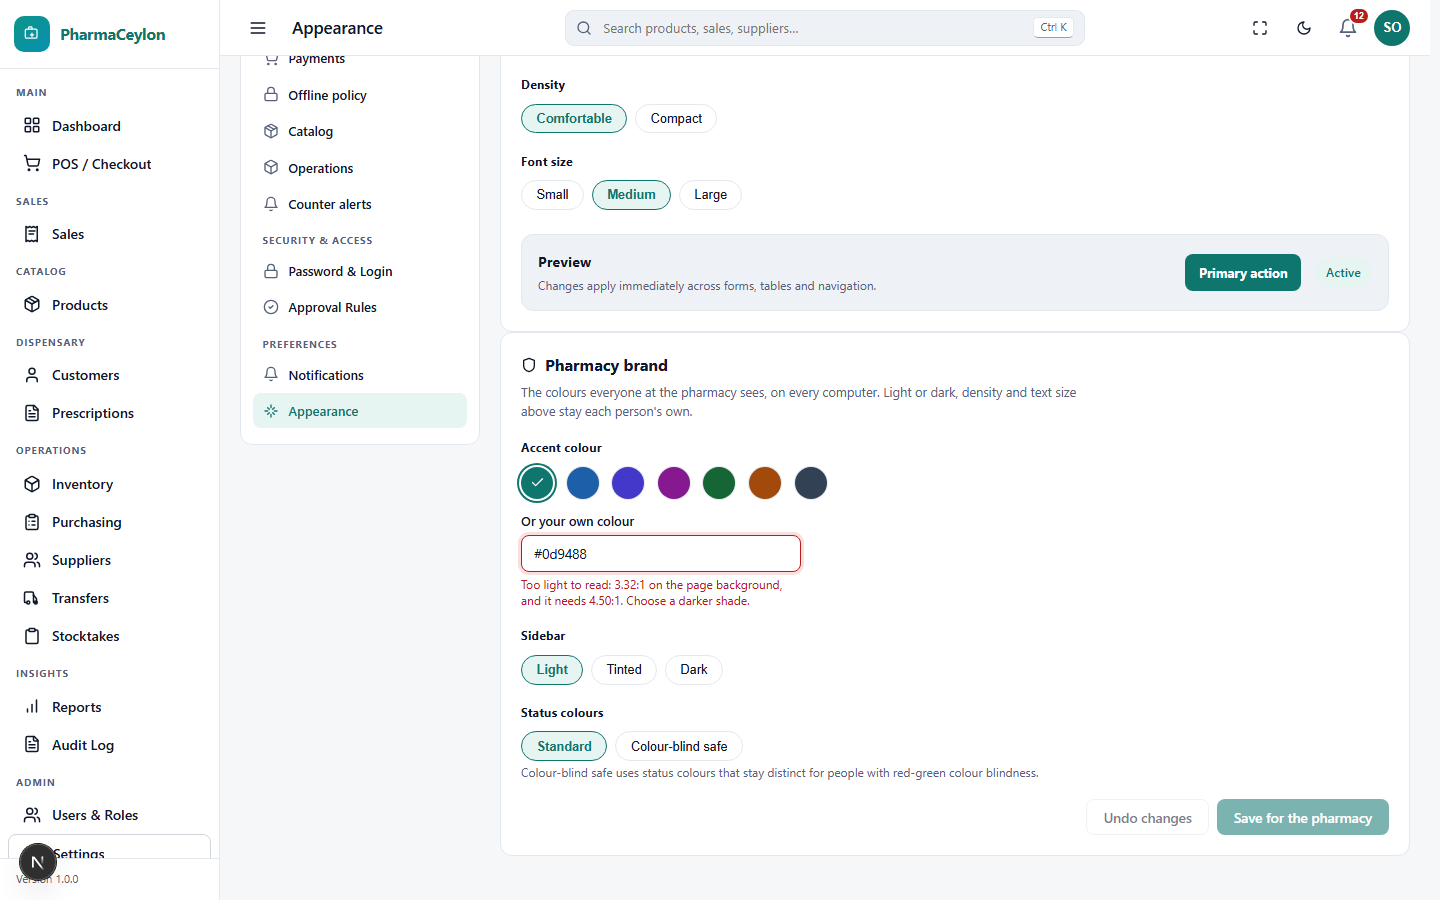 PharmaCeylon
MAIN
Dashboard
POS / Checkout
SALES
Sales
CATALOG
Products
DISPENSARY
Customers
Prescriptions
OPERATIONS
Inventory
Purchasing
Suppliers
Transfers
Stocktakes
INSIGHTS
Reports
Audit Log
ADMIN
Users & Roles
Settings
N
Version 1.0.0
Appearance
Search products, sales, suppliers...
Ctrl K
12
SO
Payments
Offline policy
Catalog
Operations
Counter alerts
SECURITY & ACCESS
Password & Login
Approval Rules
PREFERENCES
Notifications
Appearance
Density
Comfortable
Compact
Font size
Small
Medium
Large
Preview
Changes apply immediately across forms, tables and navigation.
Primary action
Active
Pharmacy brand
The colours everyone at the pharmacy sees, on every computer. Light or dark, density and text size
above stay each person's own.
Accent colour
Or your own colour
#0d9488
Too light to read: 3.32:1 on the page background,
and it needs 4.50:1. Choose a darker shade.
Sidebar
Light
Tinted
Dark
Status colours
Standard
Colour-blind safe
Colour-blind safe uses status colours that stay distinct for people with red-green colour blindness.
Undo changes
Save for the pharmacy